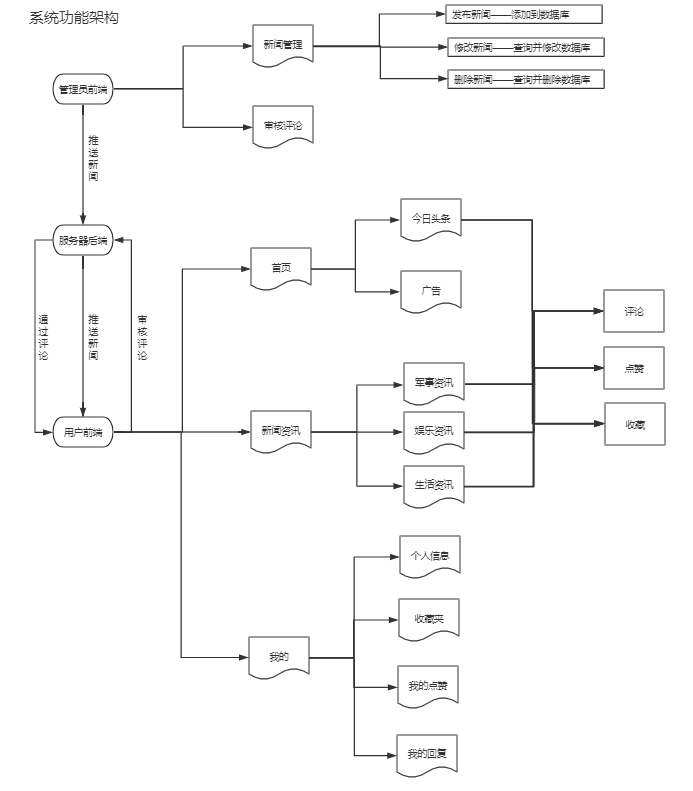 系统功能架构
发布新闻——添加到数据库
新闻管理
修改新闻——查询并修改数据库
删除新闻——查询并删除数据库
管理员前端
审核评论
推送新闻
今日头条
服务器后端
首页
广告
评论
通过评论
推送新闻
审核评论
点赞
军事资讯
收藏
用户前端
新闻资讯
娱乐资讯
生活资讯
个人信息
收藏夹
我的
我的点赞
我的回复